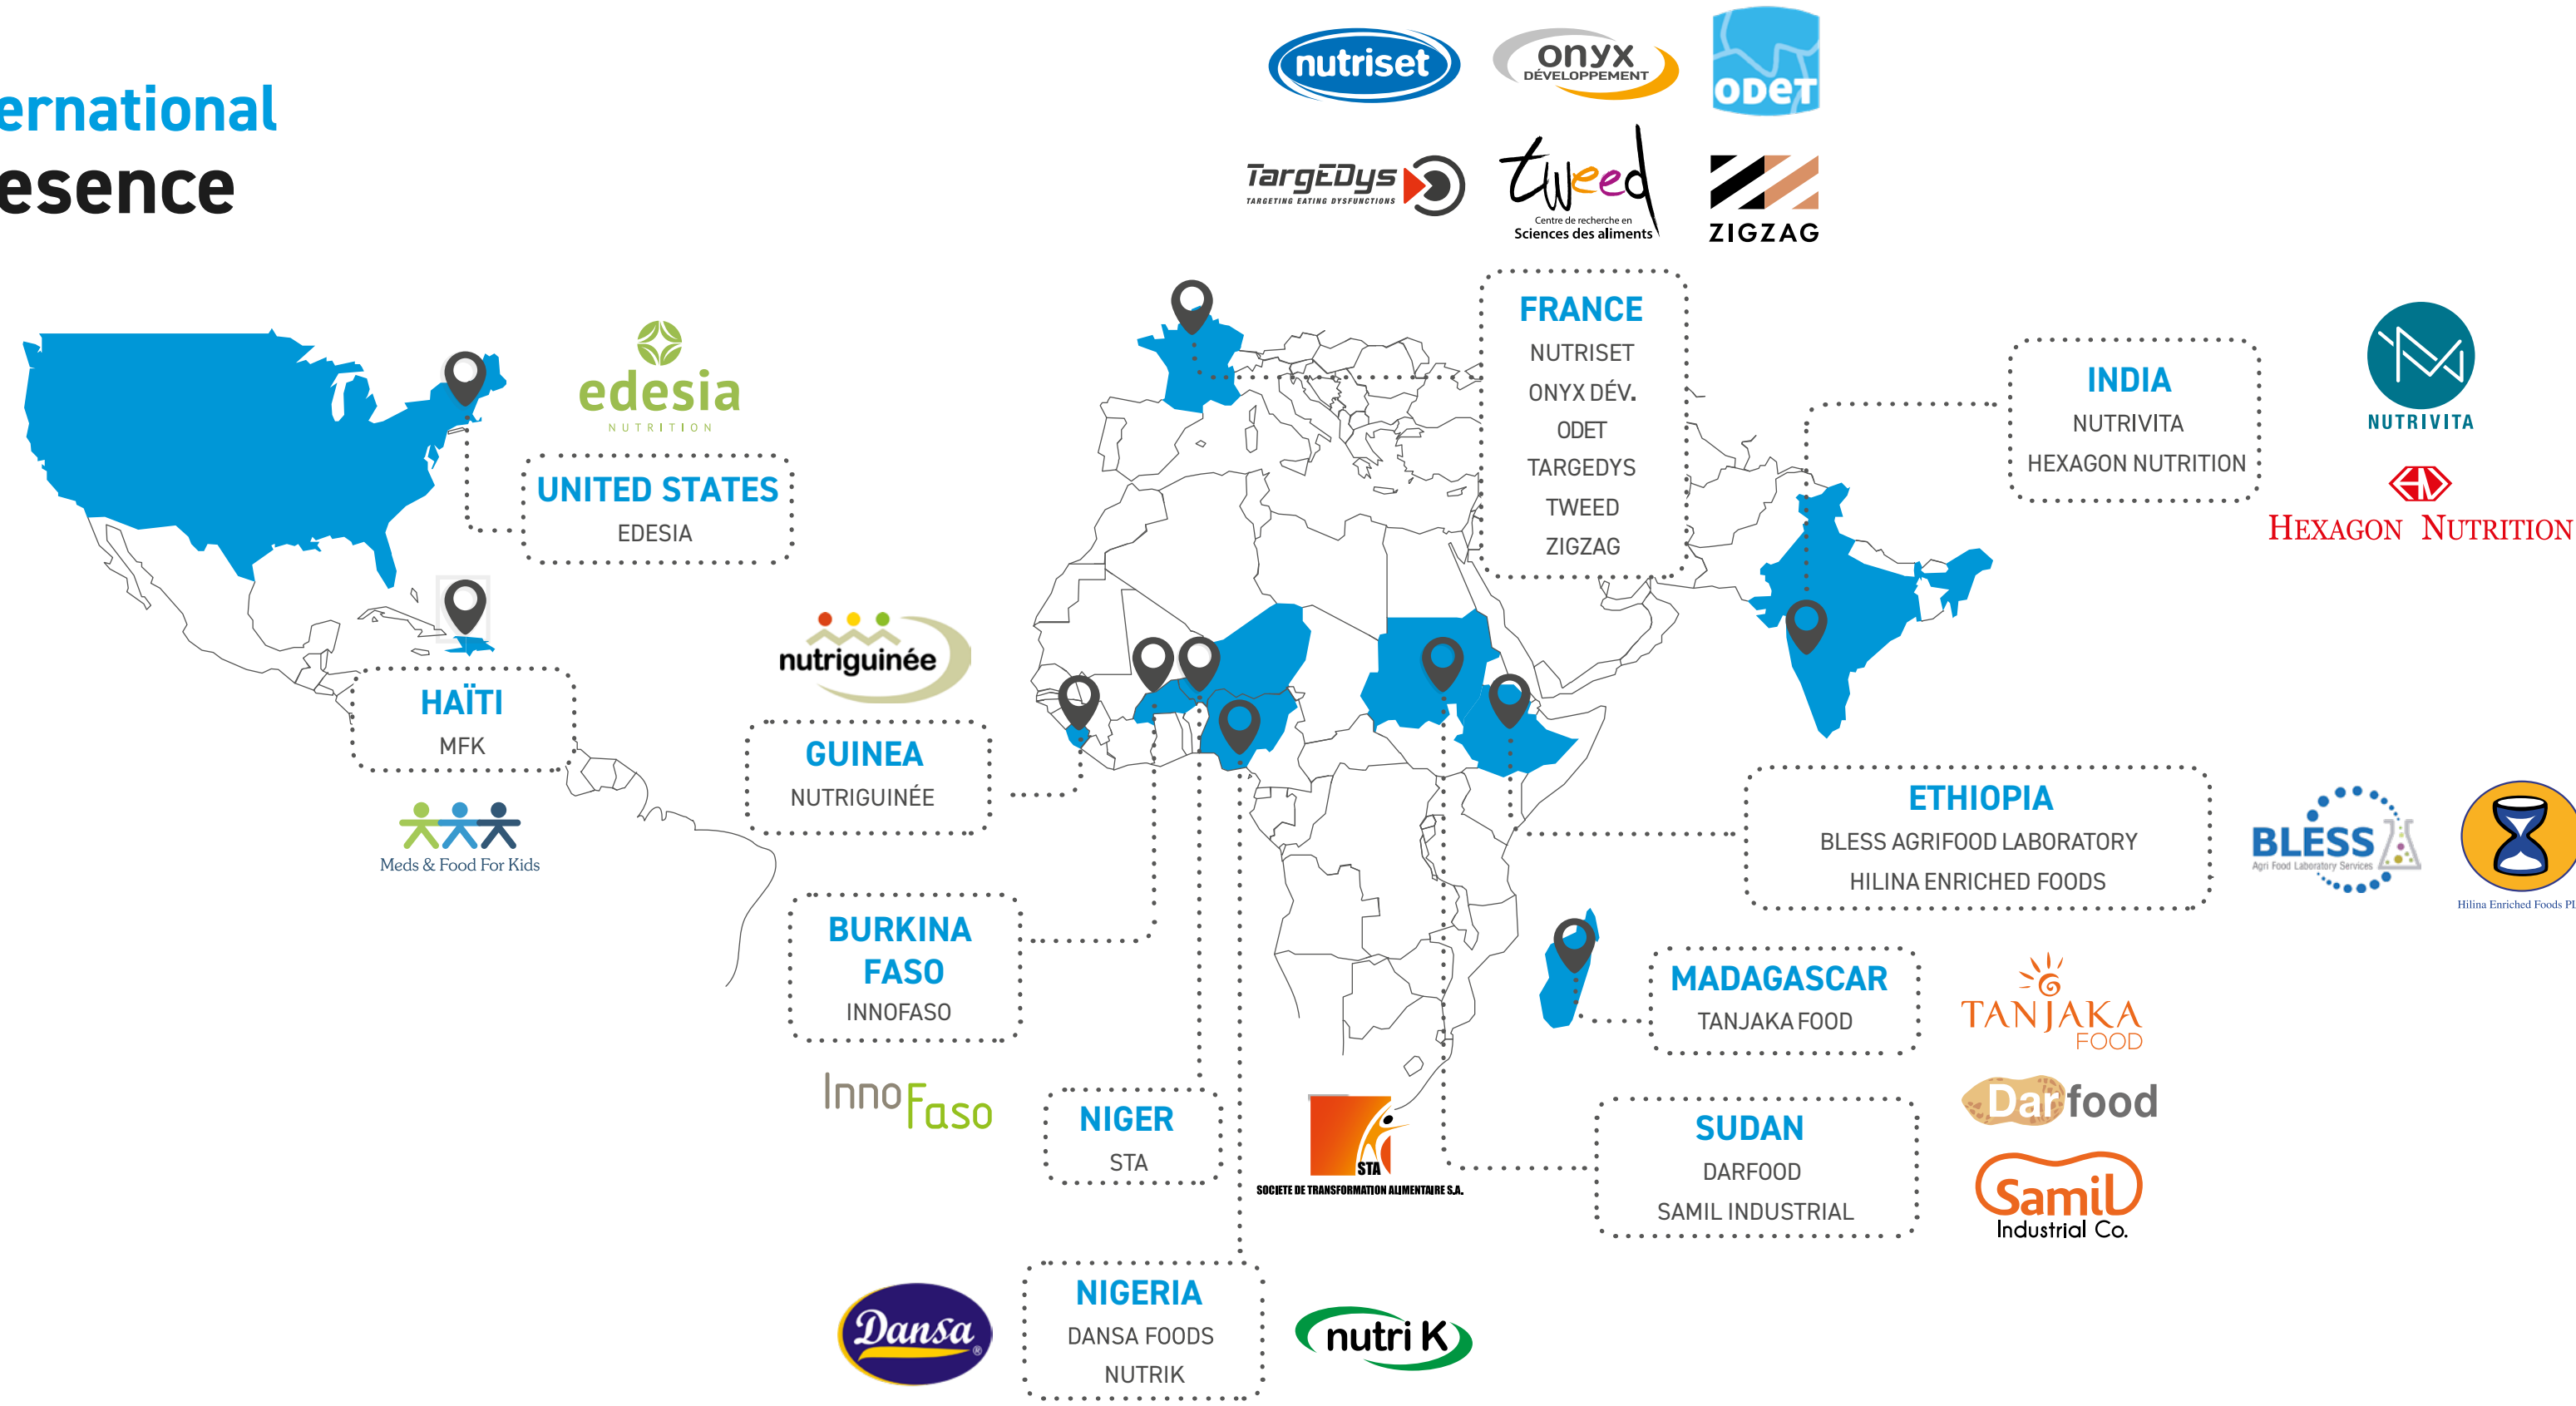 ernational
esence
nutriset
onyx
DÉVELOPPEMENT
ODET
TargEDys
TARGETING EATING DYSFUNCTIONS
tweed
Centre de recherche en
Sciences des aliments
ZIGZAG
FRANCE
NUTRISET
ONYX DÉV.
ODET
TARGEDYS
TWEED
ZIGZAG
edesia
NUTRITION
UNITED STATES
EDESIA
INDIA
NUTRIVITA
HEXAGON NUTRITION
NUTRIVITA
HEXAGON NUTRITION
HAÏTI
MFK
Meds & Food For Kids
nutriguinée
GUINEA
NUTRIGUINÉE
ETHIOPIA
BLESS AGRIFOOD LABORATORY
HILINA ENRICHED FOODS
BLESS
Agri Food Laboratory Services
Hilina Enriched Foods
BURKINA
FASO
INNOFASO
InnoFaso
MADAGASCAR
TANJAKA FOOD
TANJAKA
FOOD
NIGER
STA
STA
SOCIETE DE TRANSFORMATION ALIMENTAIRE S.A.
SUDAN
DARFOOD
SAMIL INDUSTRIAL
Darfood
Samil
Industrial Co.
Dansa ®
NIGERIA
DANSA FOODS
NUTRIK
nutri K